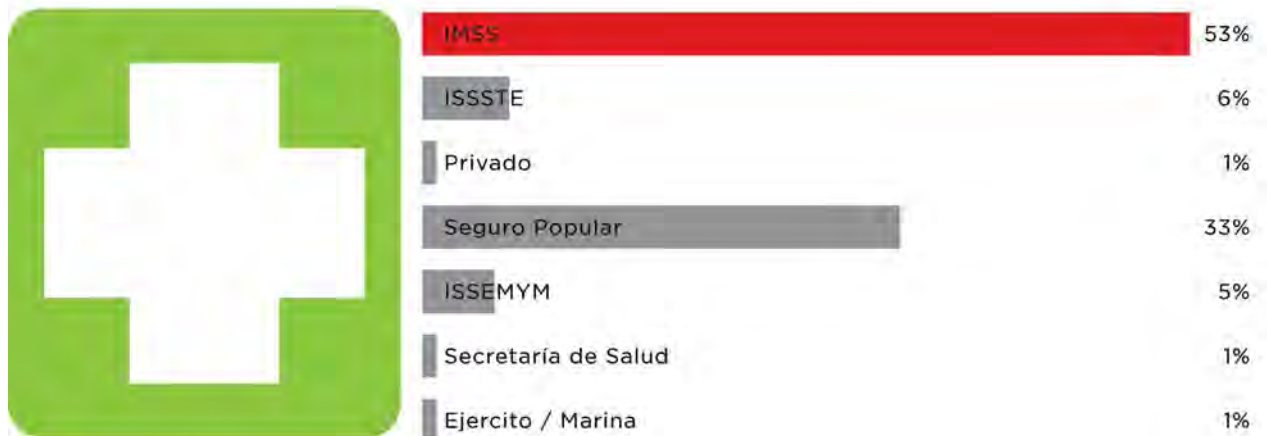 IMSS 53%
ISSSTE 6%
Privado 1%
Seguro Popular 33%
ISSEMYM 5%
Secretaría de Salud 1%
Ejercito / Marina 1%